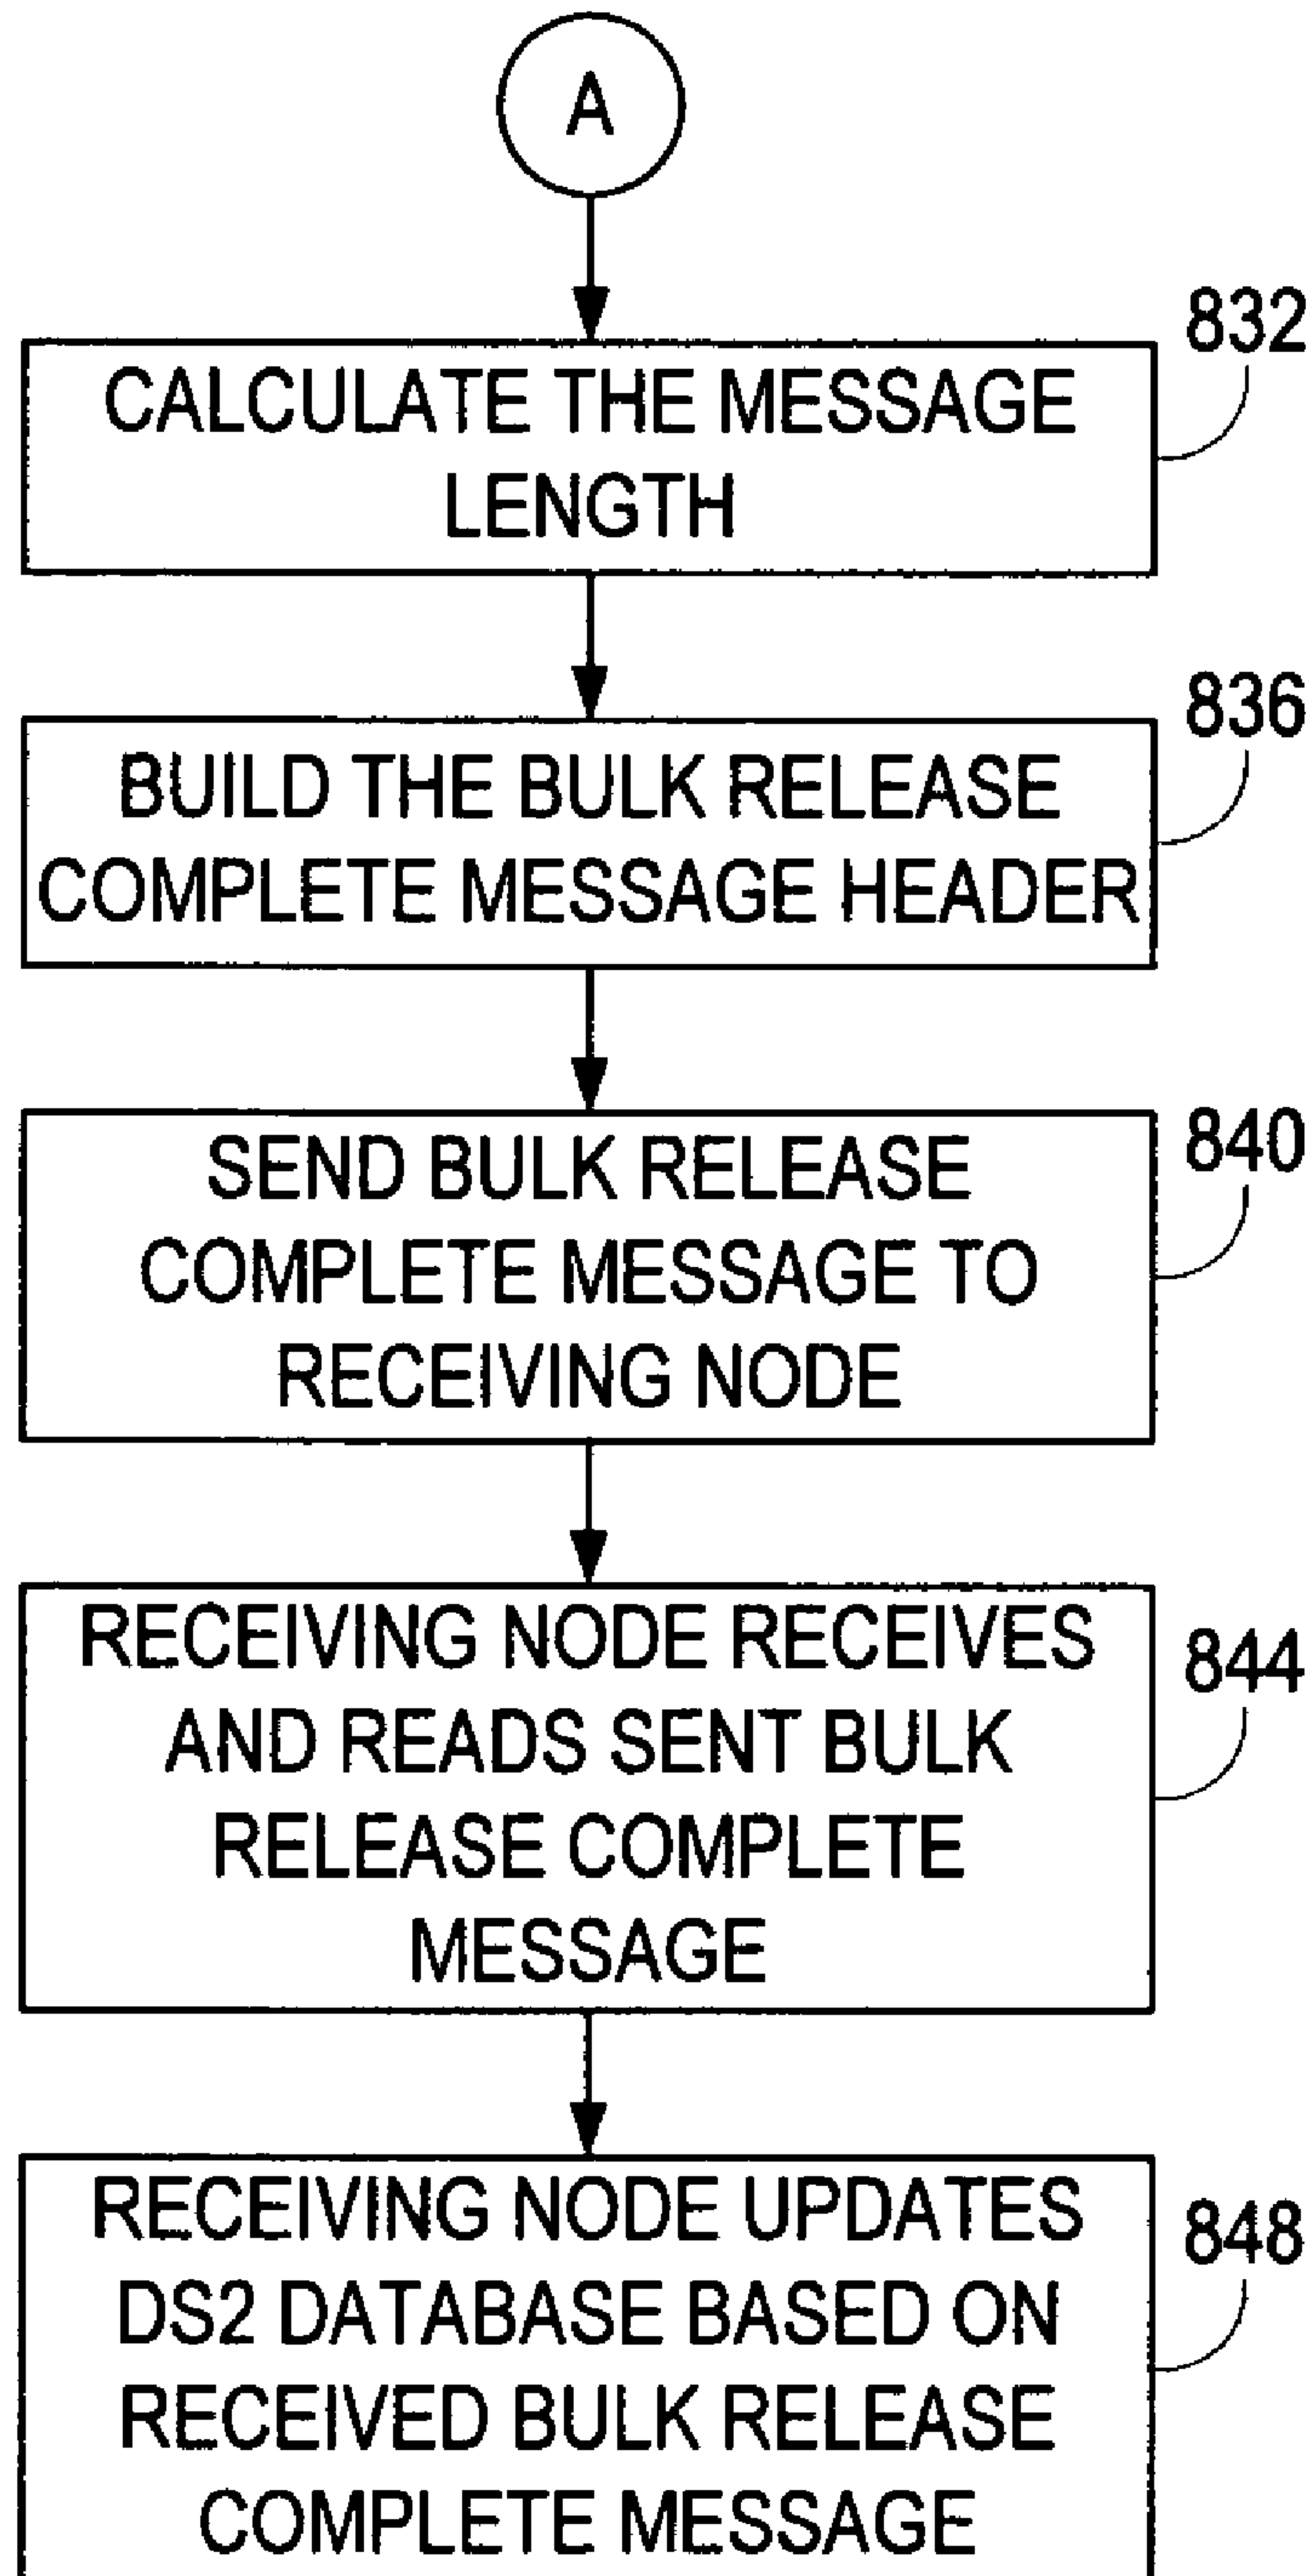 A
832
CALCULATE THE MESSAGE
LENGTH
836
BUILD THE BULK RELEASE
COMPLETE MESSAGE HEADER
840
SEND BULK RELEASE
COMPLETE MESSAGE TO
RECEIVING NODE
844
RECEIVING NODE RECEIVES
AND READS SENT BULK
RELEASE COMPLETE
MESSAGE
848
RECEIVING NODE UPDATES
DS2 DATABASE BASED ON
RECEIVED BULK RELEASE
COMPLETE MESSAGE